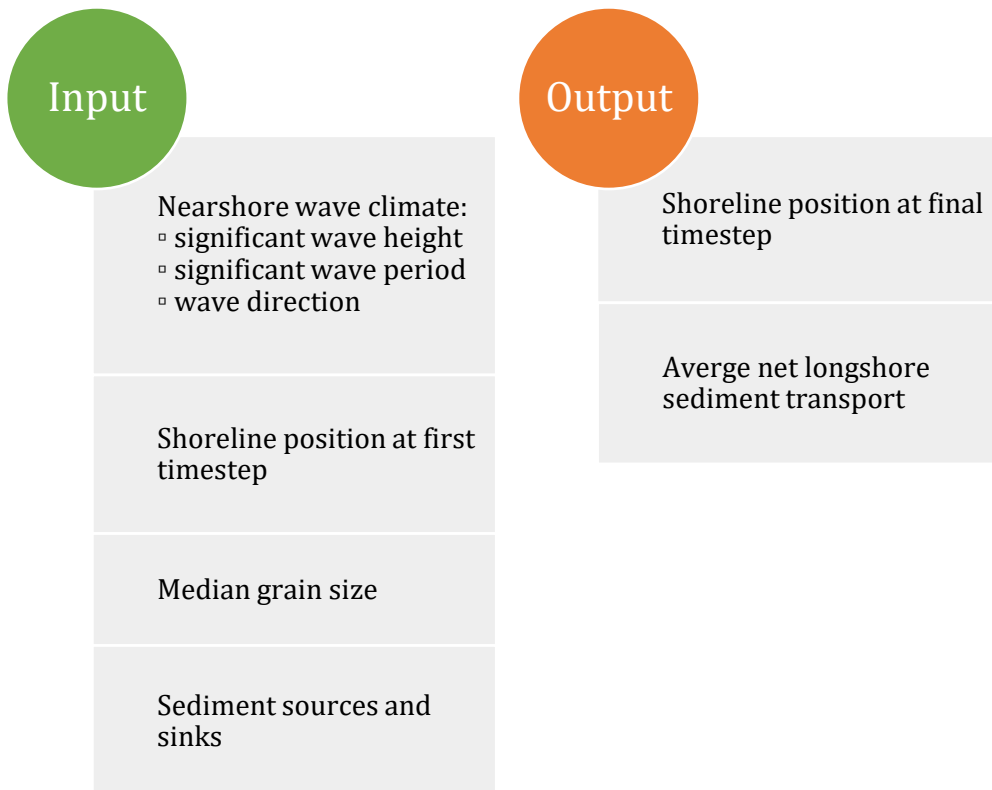 Input
Nearshore wave climate:
▫ significant wave height
▫ significant wave period
▫ wave direction
Shoreline position at first
timestep
Median grain size
Sediment sources and
sinks
Output
Shoreline position at final
timestep
Averge net longshore
sediment transport